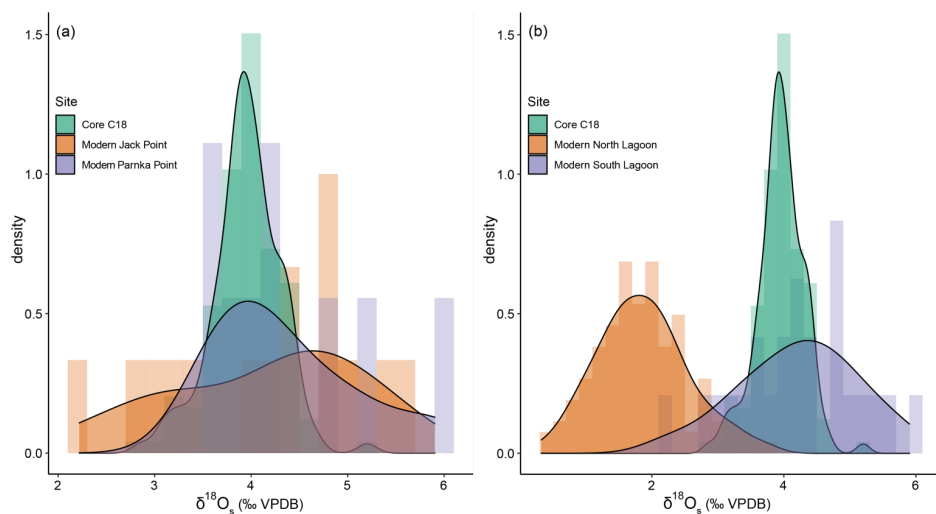 (a)
Site
Core C18
Modern Jack Point
Modern Parnka Point
density
1.5
1.0
0.5
0.0
2
3
4
5
6
δ¹⁸Oₛ (‰ VPDB)
(b)
Site
Core C18
Modern North Lagoon
Modern South Lagoon
density
1.5
1.0
0.5
0.0
2
4
6
δ¹⁸Oₛ (‰ VPDB)